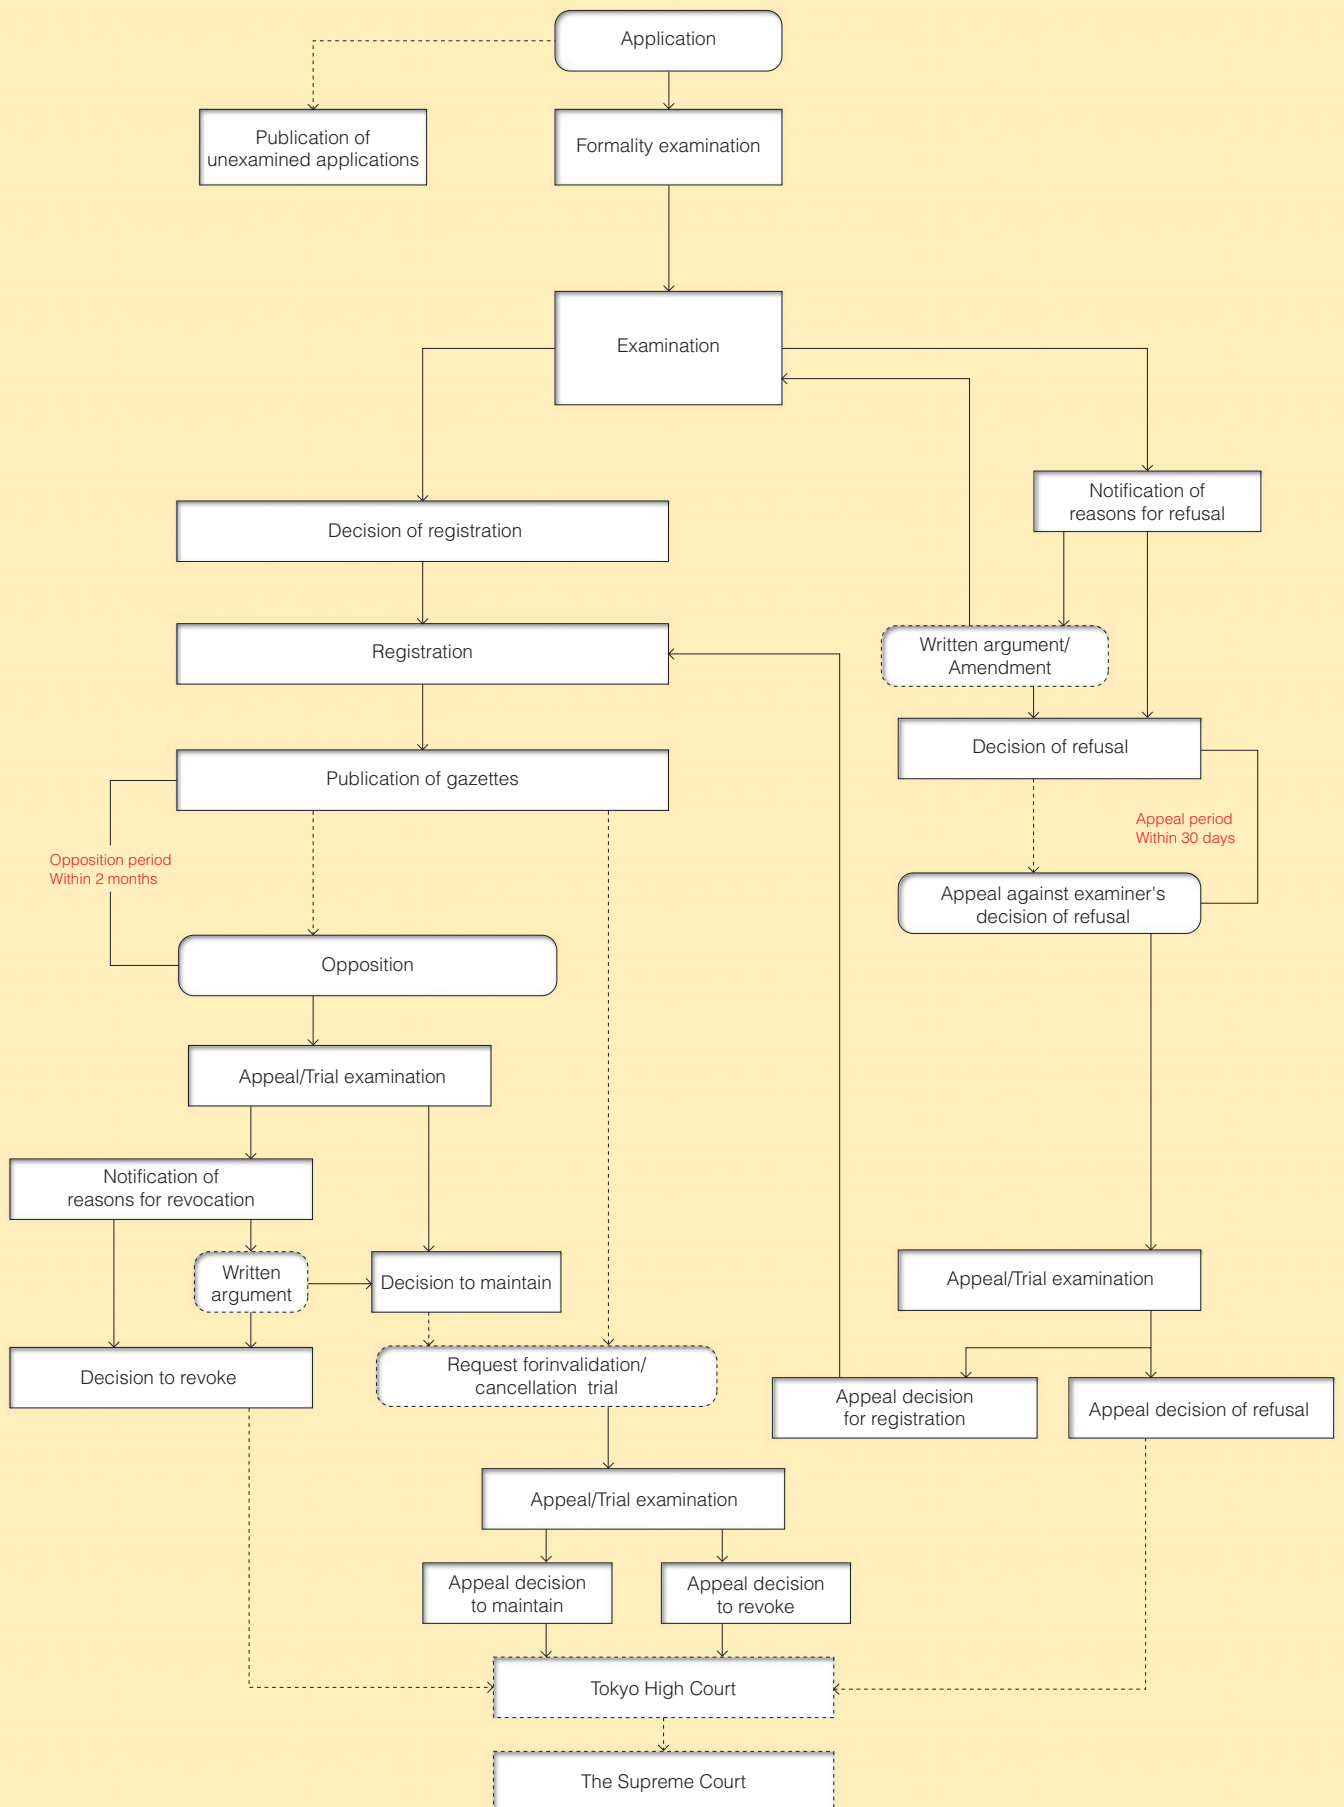 Application
Publication of
unexamined applications
Formality examination
Examination
Notification of
reasons for refusal
Decision of registration
Written argument/
Amendment
Registration
Decision of refusal
Publication of gazettes
Appeal period
Within 30 days
Opposition period
Within 2 months
Appeal against examiner's
decision of refusal
Opposition
Appeal/Trial examination
Notification of
reasons for revocation
Written
argument
Decision to maintain
Appeal/Trial examination
Decision to revoke
Request forinvalidation/
cancellation trial
Appeal decision
for registration
Appeal decision of refusal
Appeal/Trial examination
Appeal decision
to maintain
Appeal decision
to revoke
Tokyo High Court
The Supreme Court